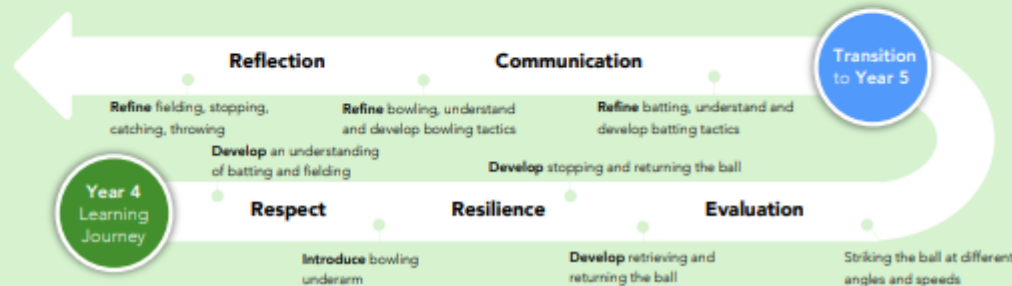 Reflection
Communication
Transition
to Year 5
Refine fielding, stopping,
catching, throwing
Refine bowling, understand
and develop bowling tactics
Refine batting, understand and
develop batting tactics
Develop an understanding
of batting and fielding
Develop stopping and returning the ball
Year 4
Learning
Journey
Respect
Resilience
Evaluation
Introduce bowling
underarm
Develop retrieving and
returning the ball
Striking the ball at different
angles and speeds